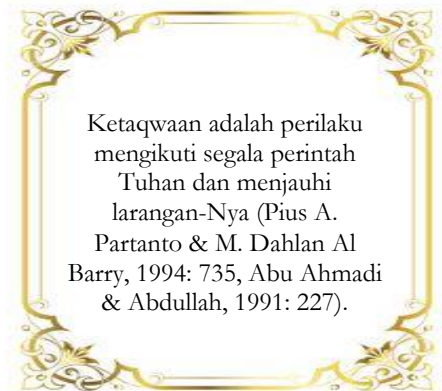 Ketaqwaan adalah perilaku
mengikuti segala perintah
Tuhan dan menjauhi
larangan-Nya (Pius A.
Partanto & M. Dahlan Al
Barry, 1994: 735, Abu Ahmadi
& Abdullah, 1991: 227).